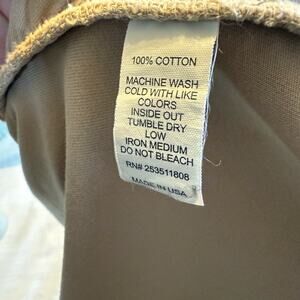 100% COTTON
MACHINE WASH
COLD WITH LIKE
COLORS
INSIDE OUT
TUMBLE DRY
LOW
IRON MEDIUM
DO NOT BLEACH
RN# 253511808
MADE IN USA